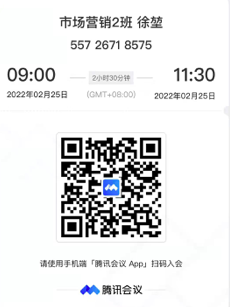 市场营销2班 徐堃
557 2671 8575
09:00 2小时30分钟 11:30
2022年02月25日 (GMT+08:00) 2022年02月25日
请使用手机端「腾讯会议 App」扫码入会
腾讯会议